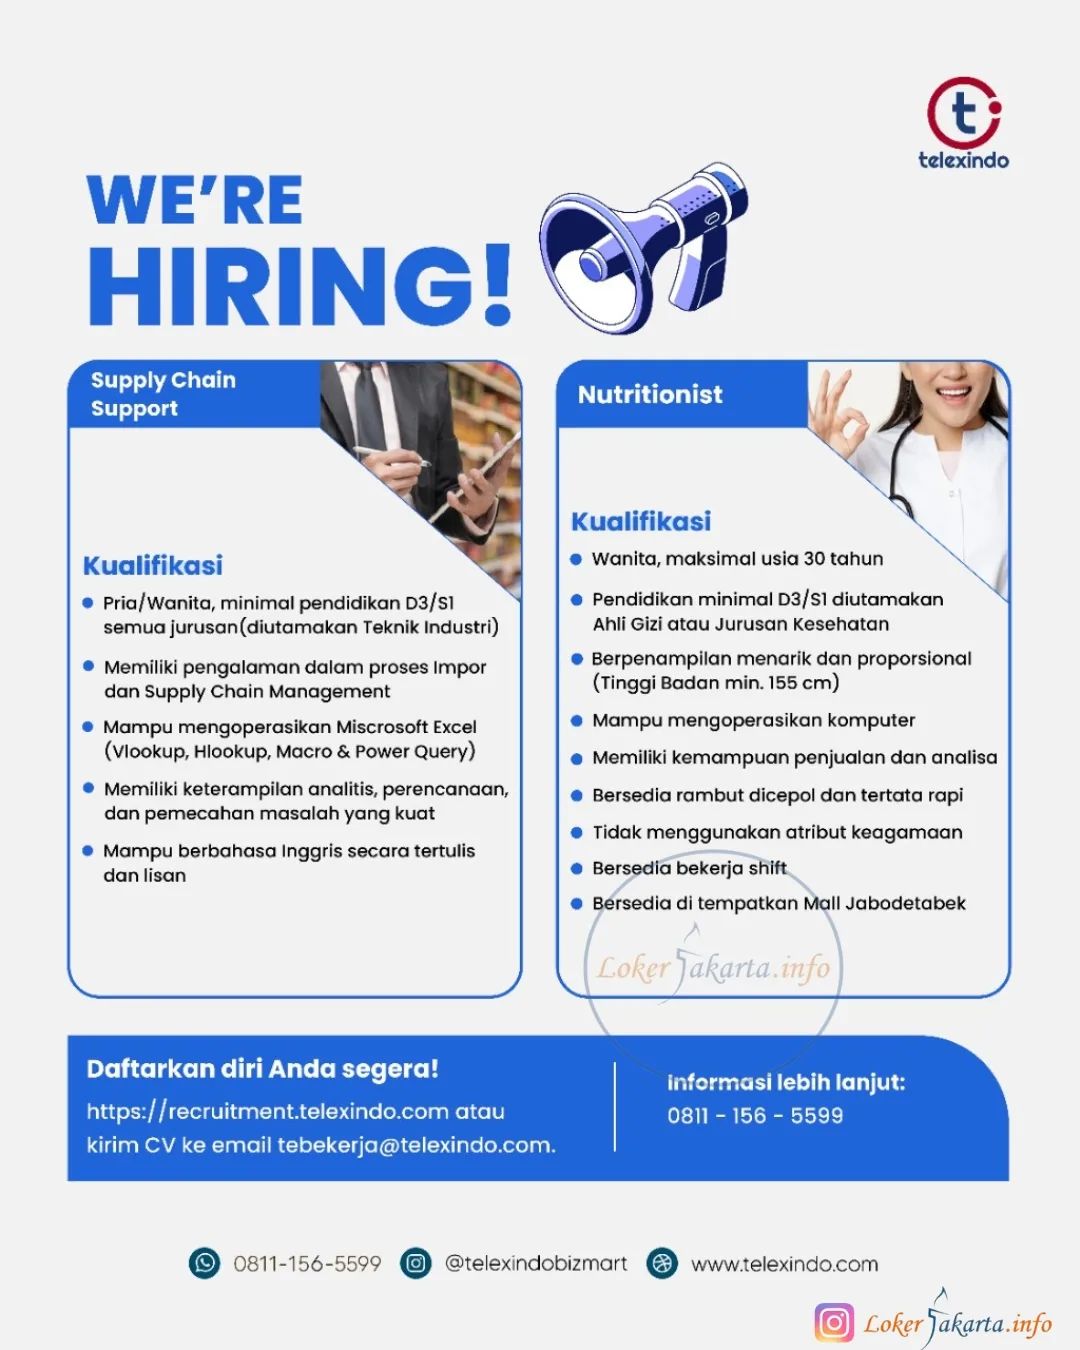 telexindo
WE'RE
HIRING!
Supply Chain
Support
Kualifikasi
Pria/Wanita, minimal pendidikan D3/S1
semua jurusan(diutamakan Teknik Industri)
Memiliki pengalaman dalam proses Impor
dan Supply Chain Management
Mampu mengoperasikan Miscrosoft Excel
(Vlookup, Hlookup, Macro & Power Query)
Memiliki keterampilan analitis, perencanaan,
dan pemecahan masalah yang kuat
Mampu berbahasa Inggris secara tertulis
dan lisan
Nutritionist
Kualifikasi
Wanita, maksimal usia 30 tahun
Pendidikan minimal D3/S1 diutamakan
Ahli Gizi atau Jurusan Kesehatan
Berpenampilan menarik dan proporsional
(Tinggi Badan min. 155 cm)
Mampu mengoperasikan komputer
Memiliki kemampuan penjualan dan analisa
Bersedia rambut dicepol dan tertata rapi
Tidak menggunakan atribut keagamaan
Bersedia bekerja shift
Bersedia di tempatkan Mall Jabodetabek
Loker Jakarta.info
Daftarkan diri Anda segera!
https://recruitment.telexindo.com atau
kirim CV ke email tebekerja@telexindo.com.
Informasi lebih lanjut:
0811 - 156 - 5599
0811-156-5599 @telexindobizmart www.telexindo.com
Loker Jakarta.info